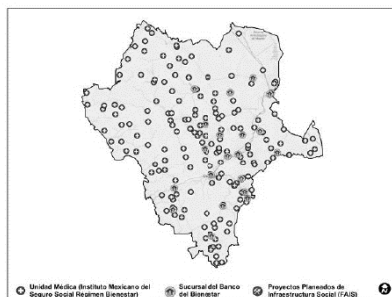 Unidad Médica (Instituto Mexicano del
Seguro Social Régimen Bienestar)
Sucursal del Banco
del Bienestar
Proyectos Planeados de
Infraestructura Social (FAIS)